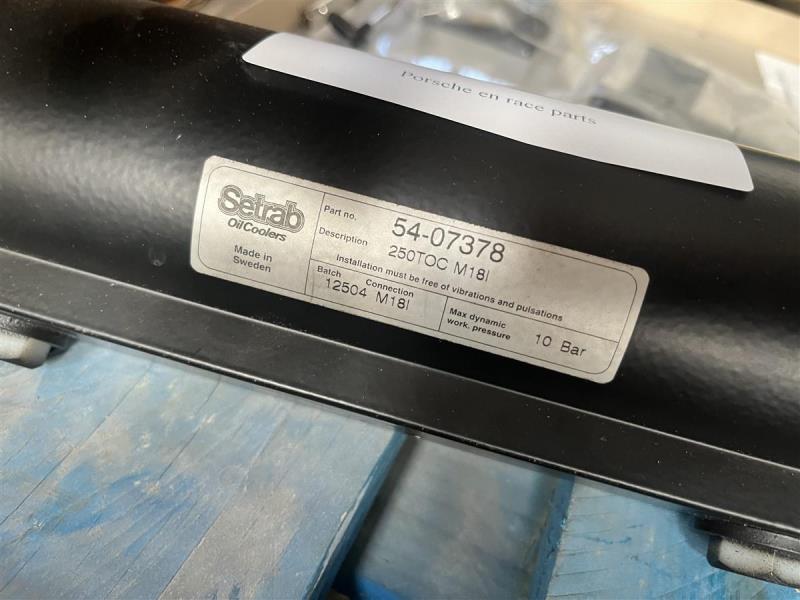 Porsche en race parts
Setrab
Oil Coolers
Made in
Sweden
Part no. 54-07378
Description 250TOC M18I
Installation must be free of vibrations and pulsations
Batch Connection
12504 M18I
Max dynamic
work. pressure 10 Bar